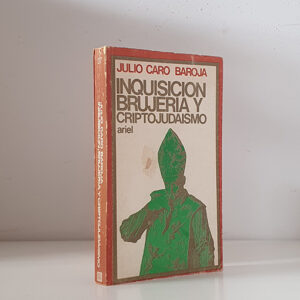 JULIO CARO BAROJA
INQUISICION
BRUJERIA Y
CRIPTOJUDAISMO
ariel